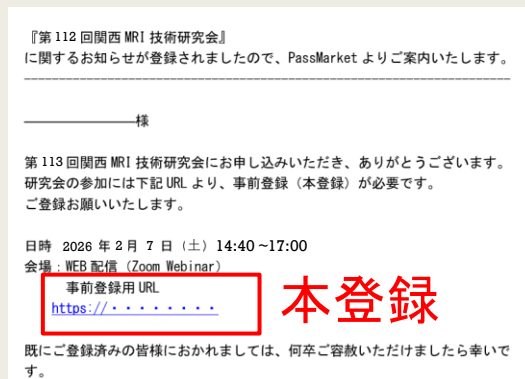 『第112回関西MRI技術研究会』
に関するお知らせが登録されましたので、PassMarketよりご案内いたします。
様
第113回関西MRI技術研究会にお申し込みいただき、ありがとうございます。
研究会の参加には下記URLより、事前登録（本登録）が必要です。
ご登録お願いいたします。
日時 2026年2月7日（土）14:40~17:00
会場：WEB配信（Zoom Webinar）
事前登録用URL
https://・・・・・・・・
本登録
既にご登録済みの皆様におかれましては、何卒ご容赦いただけましたら幸いで
す。